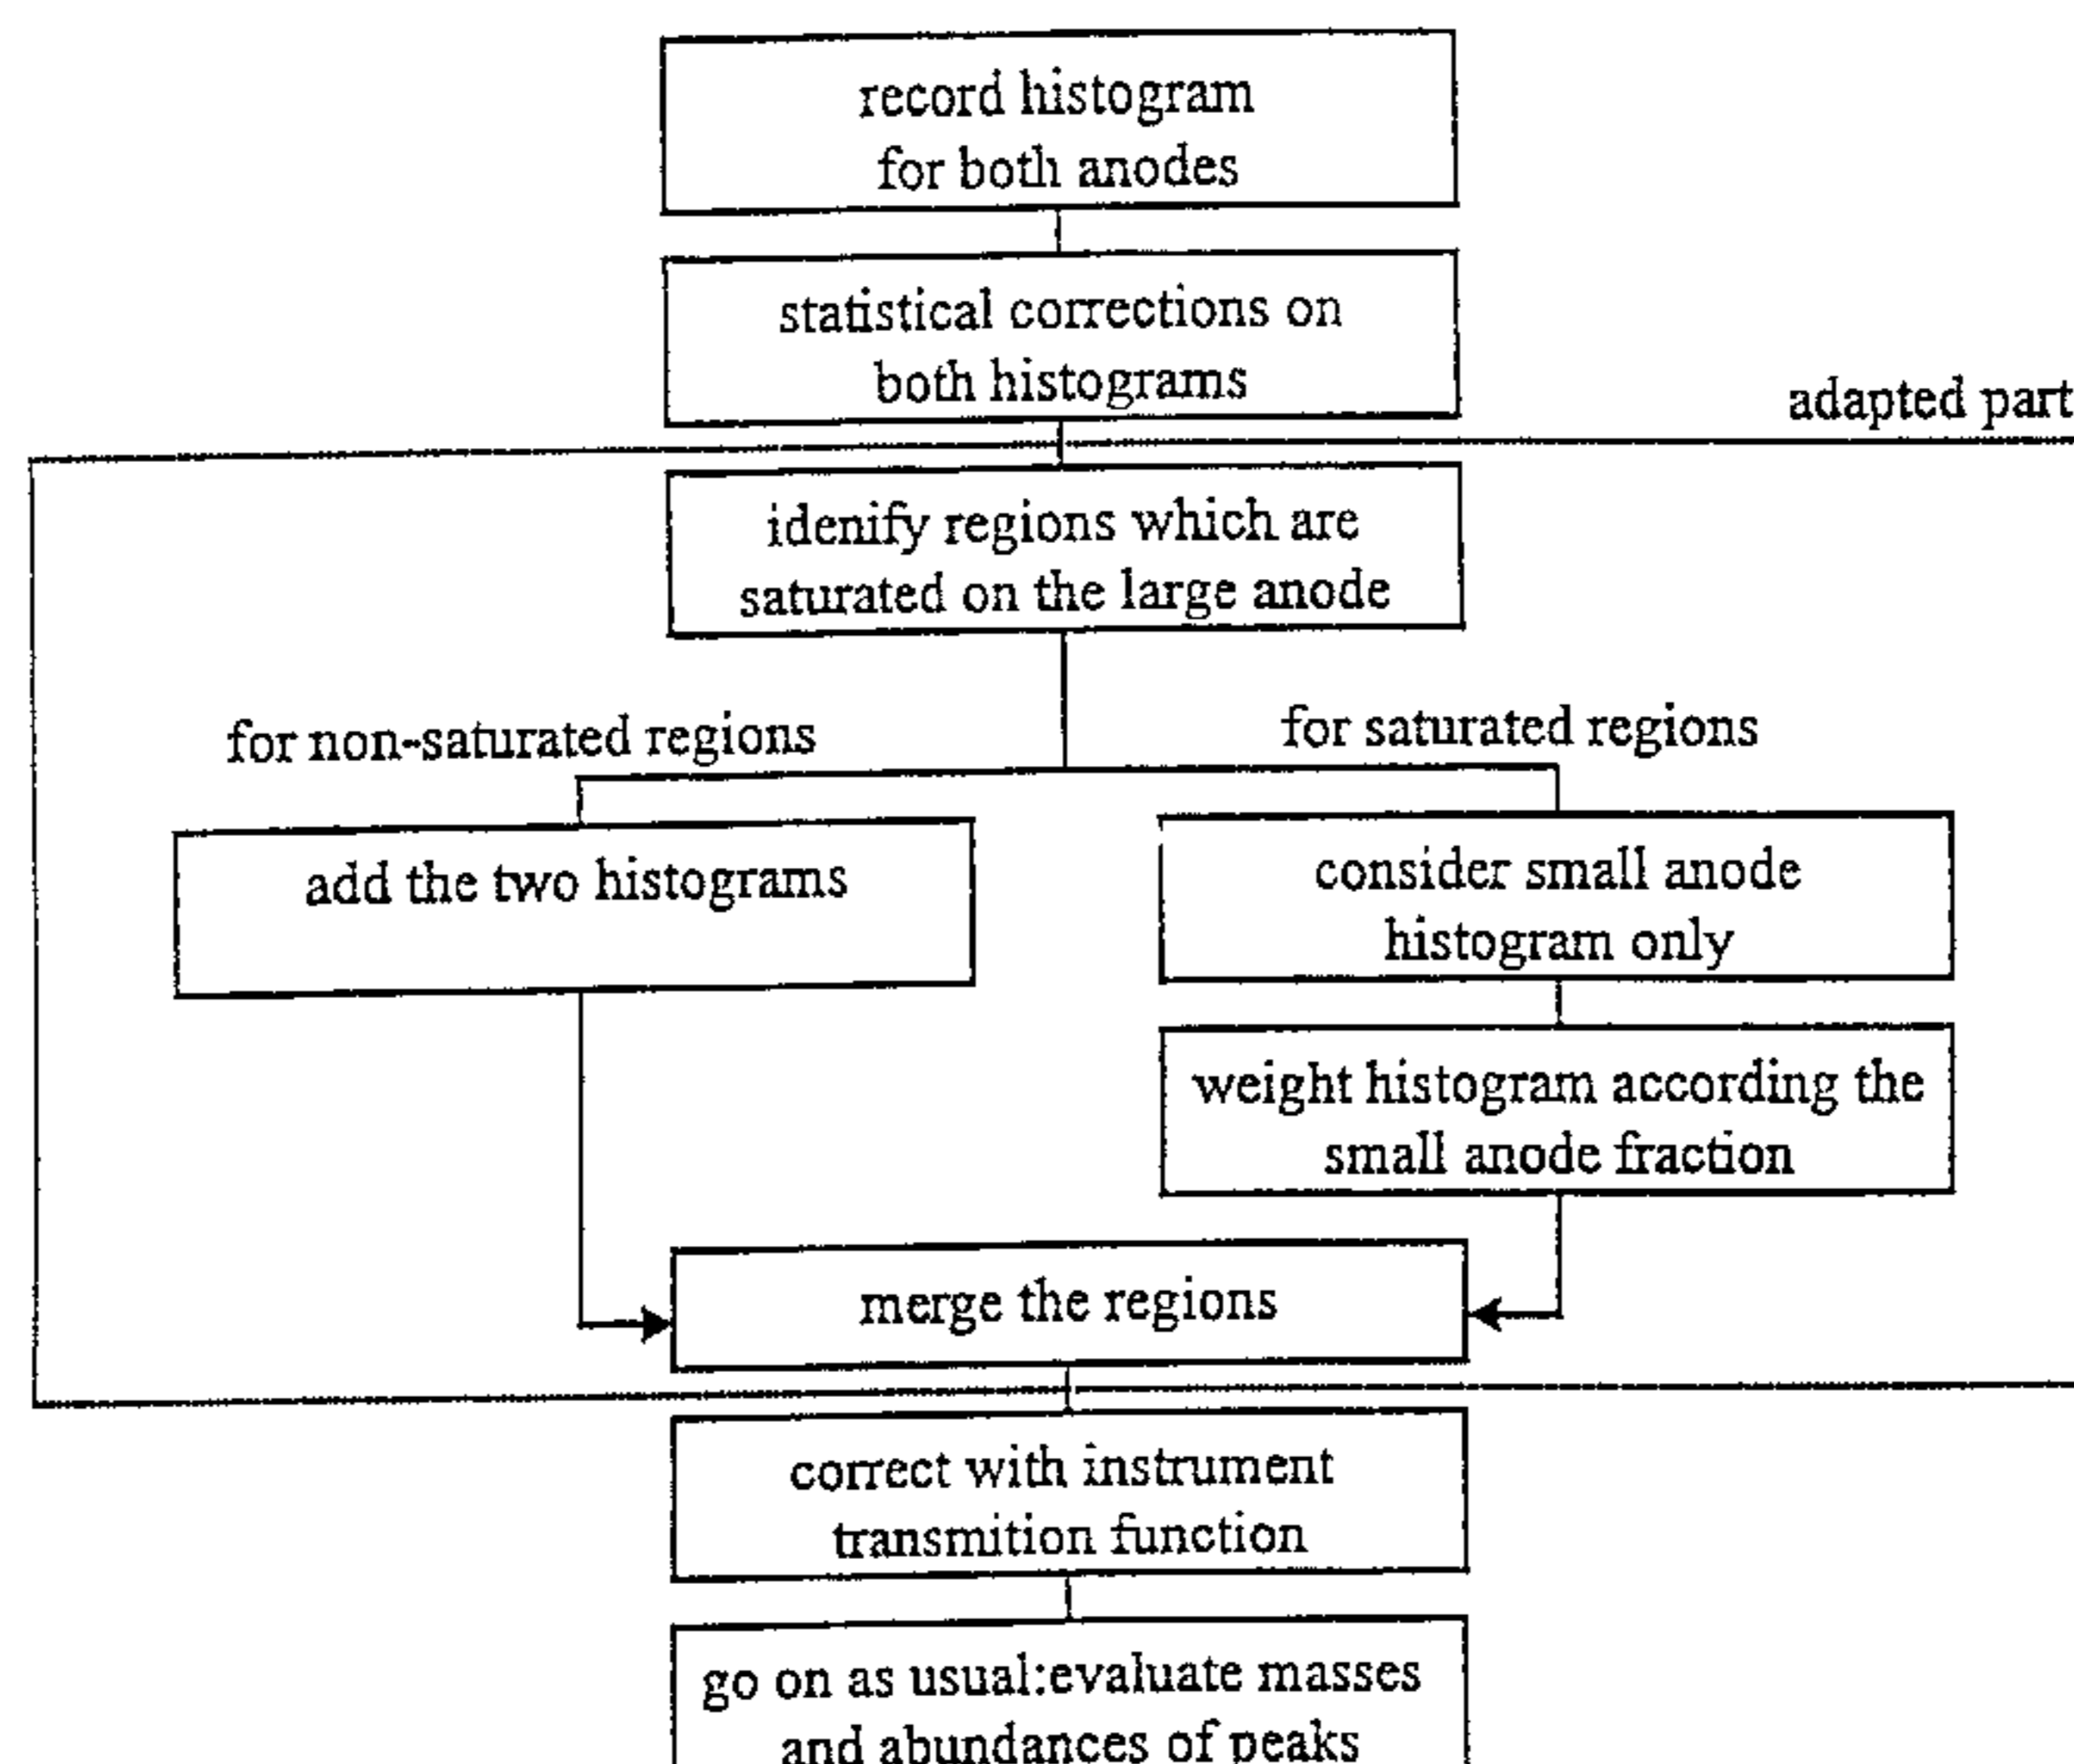 record histogram
for both anodes
statistical corrections on
both histograms
adapted part
idenify regions which are
saturated on the large anode
for non-saturated regions
for saturated regions
add the two histograms
consider small anode
histogram only
weight histogram according the
small anode fraction
merge the regions
correct with instrument
transmition function
go on as usual:evaluate masses
and abundances of peaks